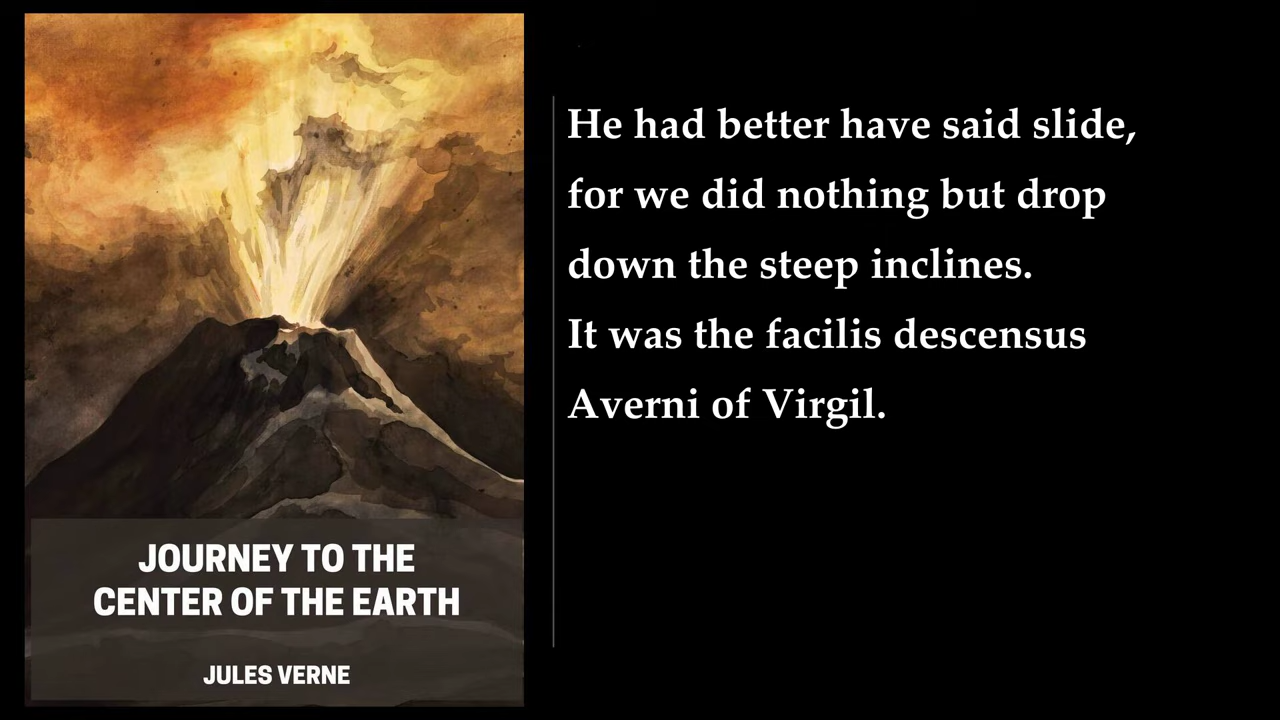 He had better have said slide,
for we did nothing but drop
down the steep inclines.
It was the facilis descensus
Averni of Virgil.
JOURNEY TO THE
CENTER OF THE EARTH
JULES VERNE